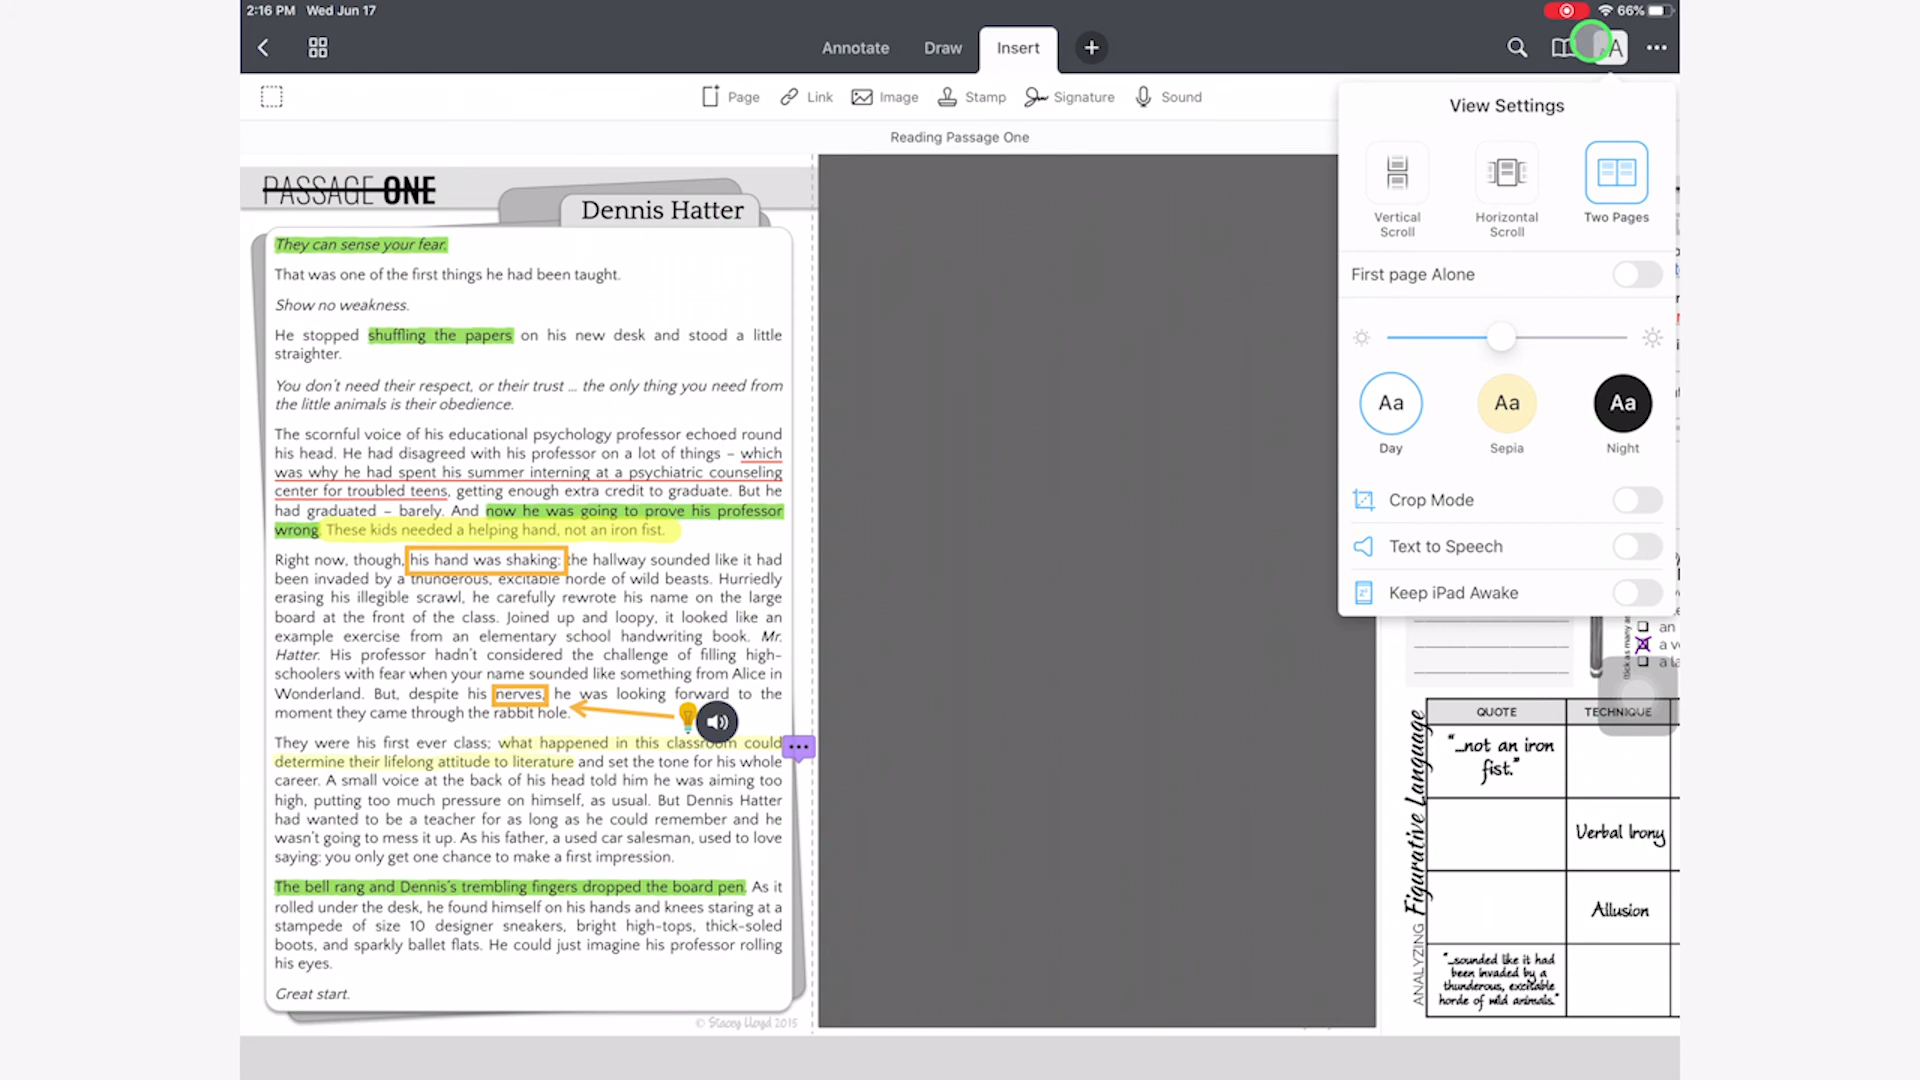 2:16 PM Wed Jun 17
66%
Annotate
Draw
Insert
Page
Link
Image
Stamp
Signature
Sound
Reading Passage One
PASSAGE ONE
Dennis Hatter
They can sense your fear.
That was one of the first things he had been taught.
Show no weakness.
He stopped shuffling the papers on his new desk and stood a little
straighter.
You don't need their respect, or their trust ... the only thing you need from
the little animals is their obedience.
The scornful voice of his educational psychology professor echoed round
his head. He had disagreed with his professor on a lot of things – which
was why he had spent his summer interning at a psychiatric counseling
center for troubled teens, getting enough extra credit to graduate. But he
had graduated – barely. And now he was going to prove his professor
wrong. These kids needed a helping hand, not an iron fist.
Right now, though, his hand was shaking: the hallway sounded like it had
been invaded by a thunderous, excitable horde of wild beasts. Hurriedly
erasing his illegible scrawl, he carefully rewrote his name on the large
board at the front of the class. Joined up and loopy, it looked like an
example exercise from an elementary school handwriting book. Mr.
Hatter. His professor hadn't considered the challenge of filling high-
schoolers with fear when your name sounded like something from Alice in
Wonderland. But, despite his nerves, he was looking forward to the
moment they came through the rabbit hole.
They were his first ever class; what happened in this classroom could
determine their lifelong attitude to literature and set the tone for his whole
career. A small voice at the back of his head told him he was aiming too
high, putting too much pressure on himself, as usual. But Dennis Hatter
had wanted to be a teacher for as long as he could remember and he
wasn't going to mess it up. As his father, a used car salesman, used to love
saying: you only get one chance to make a first impression.
The bell rang and Dennis's trembling fingers dropped the board pen. As it
rolled under the desk, he found himself on his hands and knees staring at a
stampede of size 10 designer sneakers, bright high-tops, thick-soled
boots, and sparkly ballet flats. He could just imagine his professor rolling
his eyes.
Great start.
© Stacey Lloyd 2015
View Settings
Vertical
Scroll
Horizontal
Scroll
Two Pages
First page Alone
Aa
Day
Aa
Sepia
Aa
Night
Crop Mode
Text to Speech
Keep iPad Awake
an
a v
a la
ANALYZING Figurative Language
QUOTE
TECHNIQUE
"...not an iron
fist."
Verbal Irony
Allusion
"...sounded like it had
been invaded by a
thunderous, excitable
horde of wild animals."